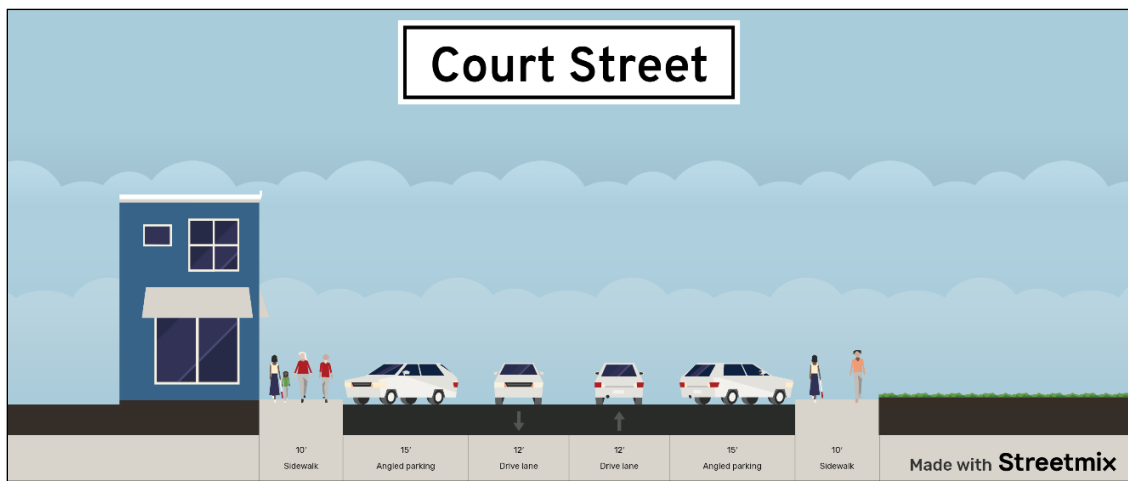 Court Street
10'
15'
12'
12'
15'
10'
Sidewalk
Angled parking
Drive lane
Drive lane
Angled parking
Sidewalk
Made with Streetmix